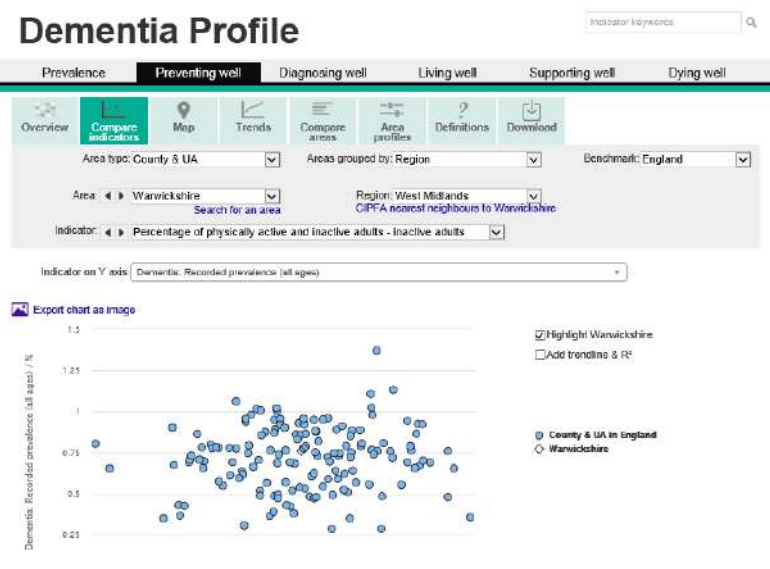 Dementia Profile
Indicator keywords
Prevalence Preventing well Diagnosing well Living well Supporting well Dying well
Overview Compare indicators Map Trends Compare areas Area profiles Definitions Download
Area type: County & UA Areas grouped by: Region Benchmark: England
Area: Warwickshire Region: West Midlands
Search for an area CIPFA nearest neighbours to Warwickshire
Indicator: Percentage of physically active and inactive adults - inactive adults
Indicator on Y axis Dementia: Recorded prevalence (all ages)
Export chart as image
Highlight Warwickshire
Add trendline & R²
County & UA in England
Warwickshire
Dementia: Recorded prevalence (all ages) / %
1.5
1.25
1
0.75
0.5
0.25